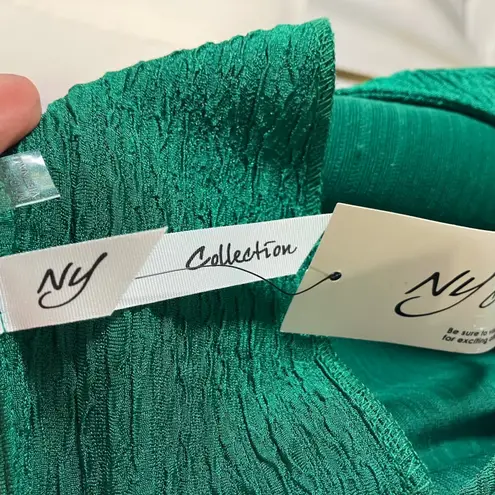 NY Collection
NY
Be sure to
for exciting